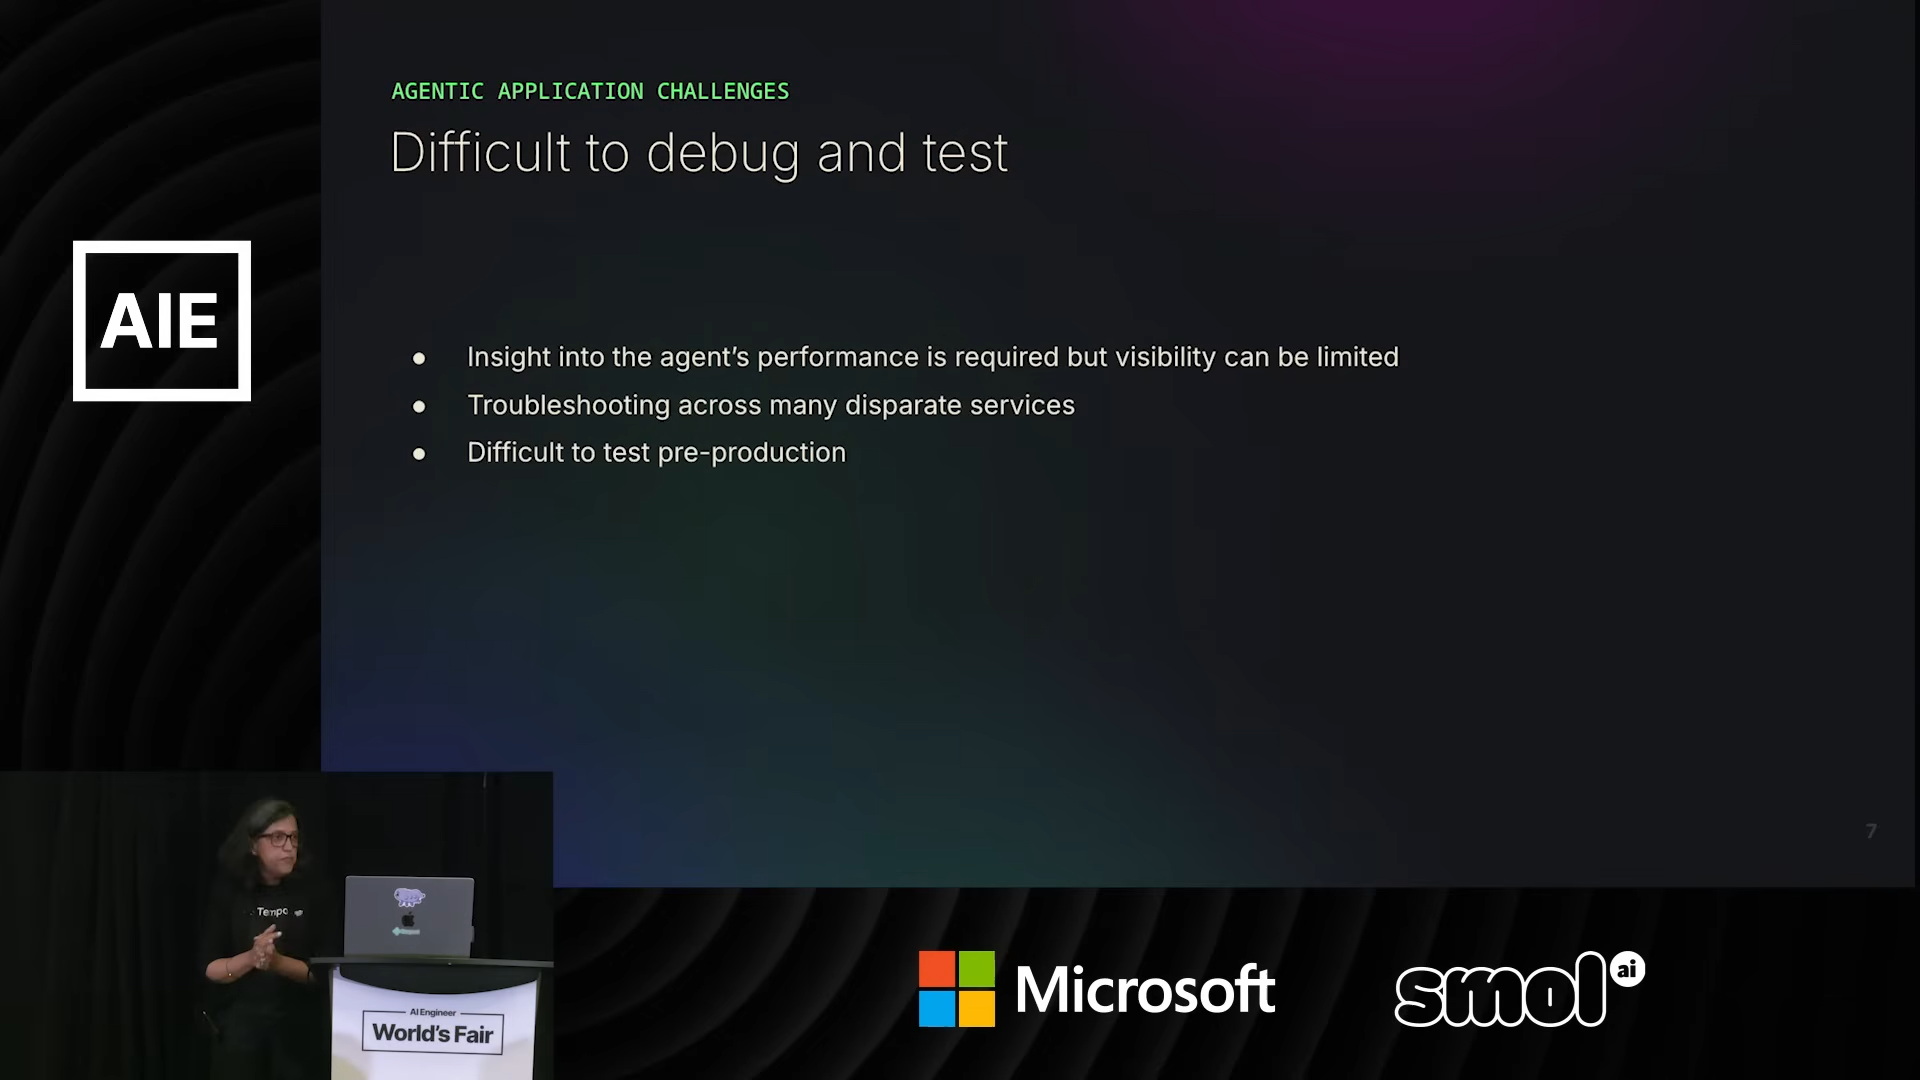 AGENTIC APPLICATION CHALLENGES
Difficult to debug and test
AIE
● Insight into the agent’s performance is required but visibility can be limited
● Troubleshooting across many disparate services
● Difficult to test pre-production
7
AI Engineer
World's Fair
Microsoft
smol ai